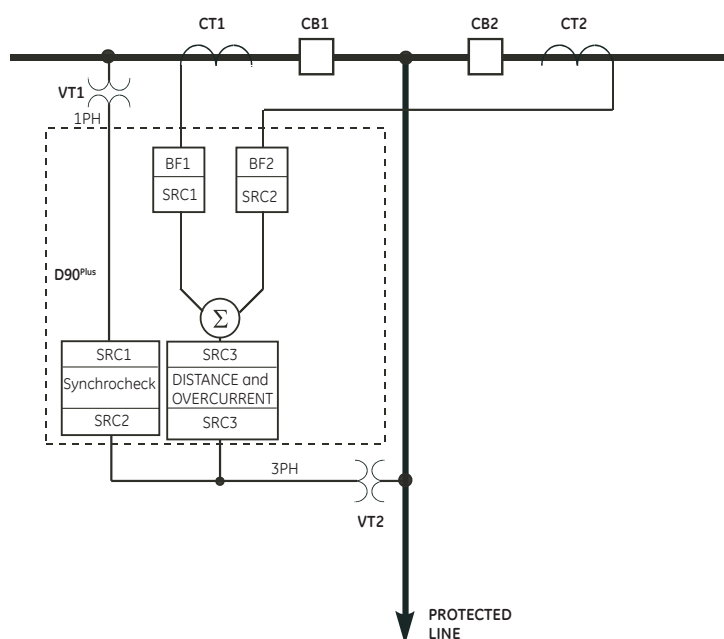 CT1
CB1
CB2
CT2
VT1
1PH
BF1
BF2
SRC1
SRC2
D90Plus
Σ
SRC1
SRC3
Synchrocheck
DISTANCE and
OVERCURRENT
SRC2
SRC3
3PH
VT2
PROTECTED
LINE